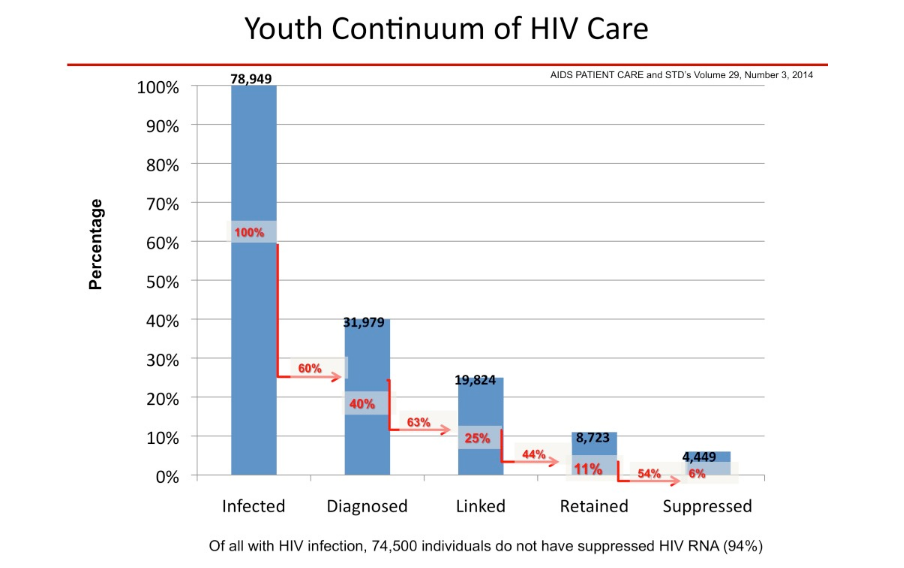 Youth Continuum of HIV Care
AIDS PATIENT CARE and STD's Volume 29, Number 3, 2014
Percentage
100%
90%
80%
70%
60%
50%
40%
30%
20%
10%
0%
78,949
100%
60%
31,979
40%
63%
19,824
25%
44%
8,723
11%
54%
4,449
6%
Infected
Diagnosed
Linked
Retained
Suppressed
Of all with HIV infection, 74,500 individuals do not have suppressed HIV RNA (94%)